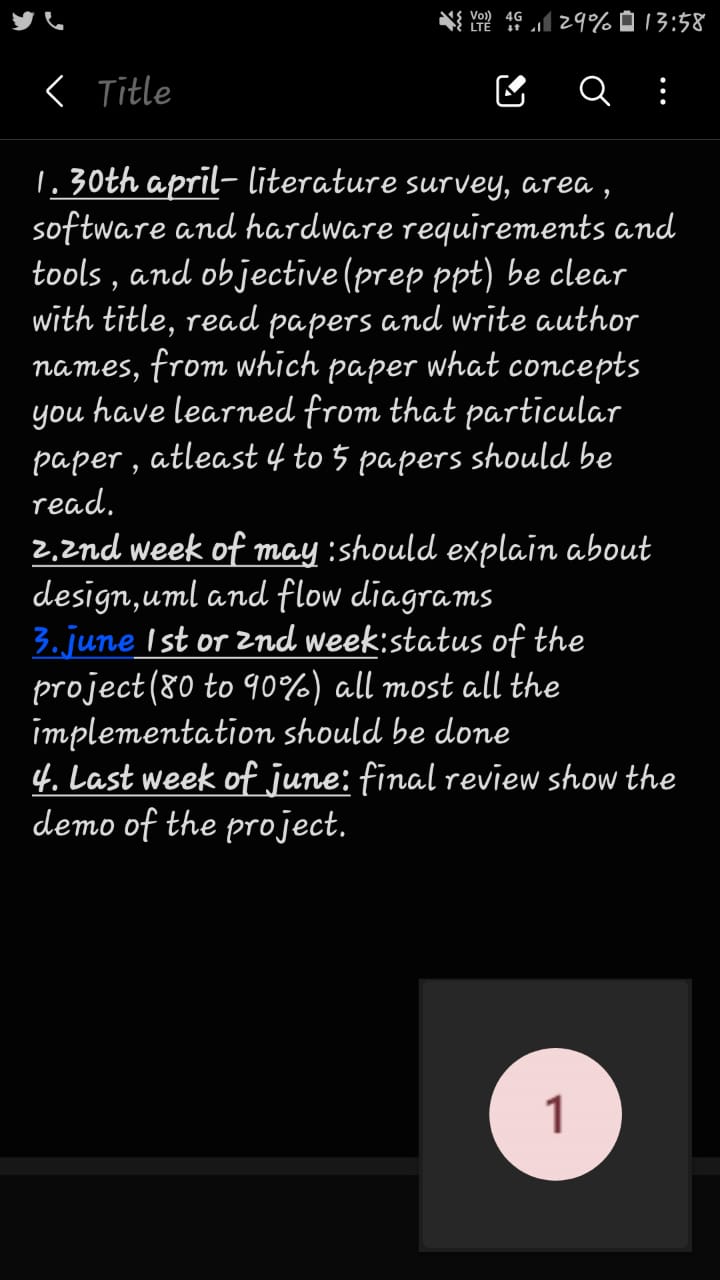 Vo)) LTE 4G 29% 13:58
Title
1. 30th april- literature survey, area ,
software and hardware requirements and
tools , and objective(prep ppt) be clear
with title, read papers and write author
names, from which paper what concepts
you have learned from that particular
paper , atleast 4 to 5 papers should be
read.
2.2nd week of may :should explain about
design,uml and flow diagrams
3.june 1st or 2nd week:status of the
project(80 to 90%) all most all the
implementation should be done
4. Last week of june: final review show the
demo of the project.
1